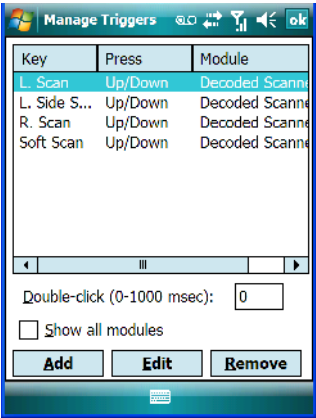 Manage Triggers ok
Key Press Module
L. Scan Up/Down Decoded Scanne
L. Side S... Up/Down Decoded Scanne
R. Scan Up/Down Decoded Scanne
Soft Scan Up/Down Decoded Scanne
Double-click (0-1000 msec): 0
Show all modules
Add Edit Remove